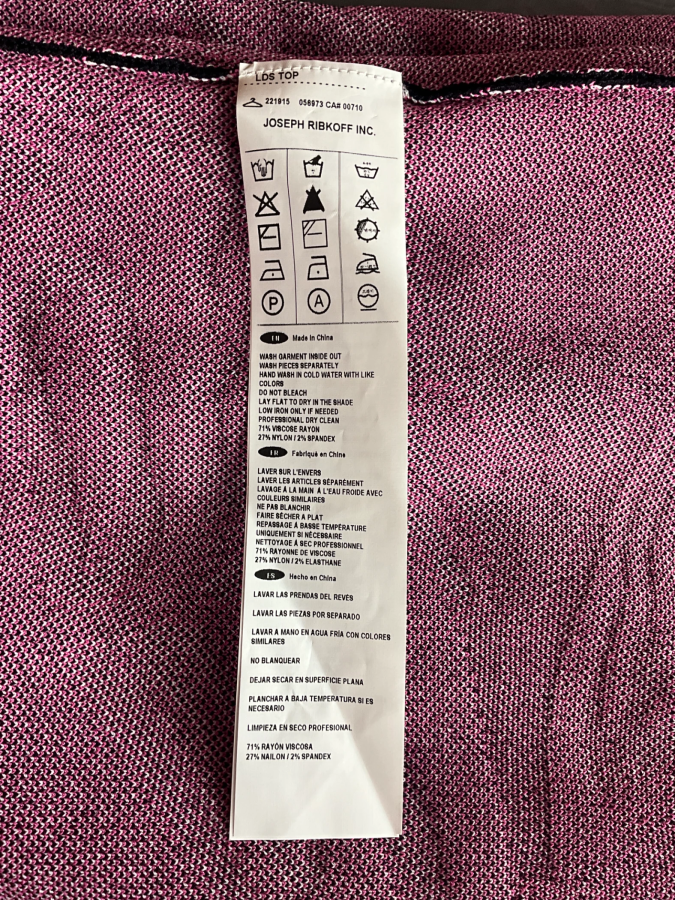 LDS TOP
221915 056973 CA# 00710
JOSEPH RIBKOFF INC.
P A
EN Made in China
WASH GARMENT INSIDE OUT
WASH PIECES SEPARATELY
HAND WASH IN COLD WATER WITH LIKE
COLORS
DO NOT BLEACH
LAY FLAT TO DRY IN THE SHADE
LOW IRON ONLY IF NEEDED
PROFESSIONAL DRY CLEAN
71% VISCOSE RAYON
27% NYLON / 2% SPANDEX
FR Fabriqué en Chine
LAVER SUR L'ENVERS
LAVER LES ARTICLES SÉPARÉMENT
LAVAGE À LA MAIN À L'EAU FROIDE AVEC
COULEURS SIMILAIRES
NE PAS BLANCHIR
FAIRE SÉCHER À PLAT
REPASSAGE À BASSE TEMPÉRATURE
UNIQUEMENT SI NÉCESSAIRE
NETTOYAGE À SEC PROFESSIONNEL
71% RAYONNE DE VISCOSE
27% NYLON / 2% ELASTHANE
ES Hecho en China
LAVAR LAS PRENDAS DEL REVÉS
LAVAR LAS PIEZAS POR SEPARADO
LAVAR A MANO EN AGUA FRÍA CON COLORES
SIMILARES
NO BLANQUEAR
DEJAR SECAR EN SUPERFICIE PLANA
PLANCHAR A BAJA TEMPERATURA SI ES
NECESARIO
LIMPIEZA EN SECO PROFESIONAL
71% RAYÓN VISCOSA
27% NAILON / 2% SPANDEX